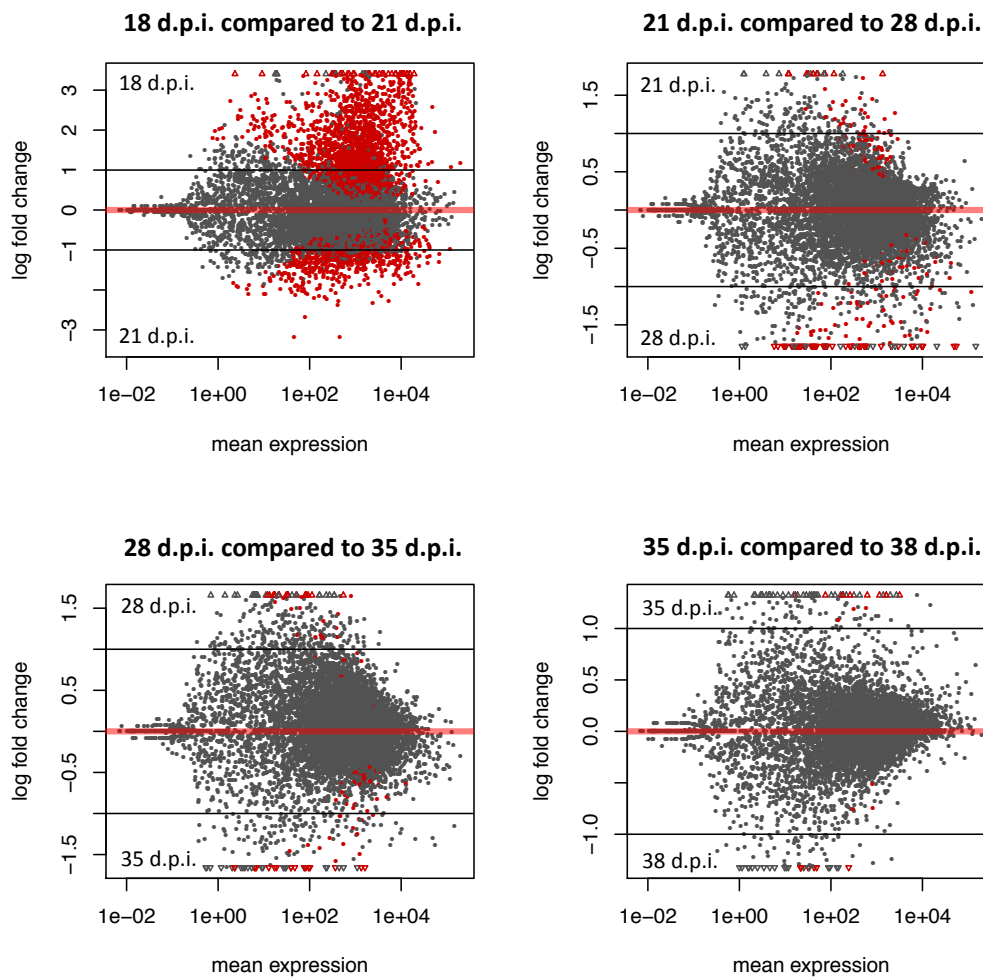 18 d.p.i. compared to 21 d.p.i.
log fold change
3
2
1
0
−1
−3
18 d.p.i.
21 d.p.i.
1e−02 1e+00 1e+02 1e+04
mean expression
21 d.p.i. compared to 28 d.p.i.
log fold change
1.5
0.5
−0.5
−1.5
21 d.p.i.
28 d.p.i.
1e−02 1e+00 1e+02 1e+04
mean expression
28 d.p.i. compared to 35 d.p.i.
log fold change
1.5
0.5
−0.5
−1.5
28 d.p.i.
35 d.p.i.
1e−02 1e+00 1e+02 1e+04
mean expression
35 d.p.i. compared to 38 d.p.i.
log fold change
1.0
0.5
0.0
−1.0
35 d.p.i.
38 d.p.i.
1e−02 1e+00 1e+02 1e+04
mean expression